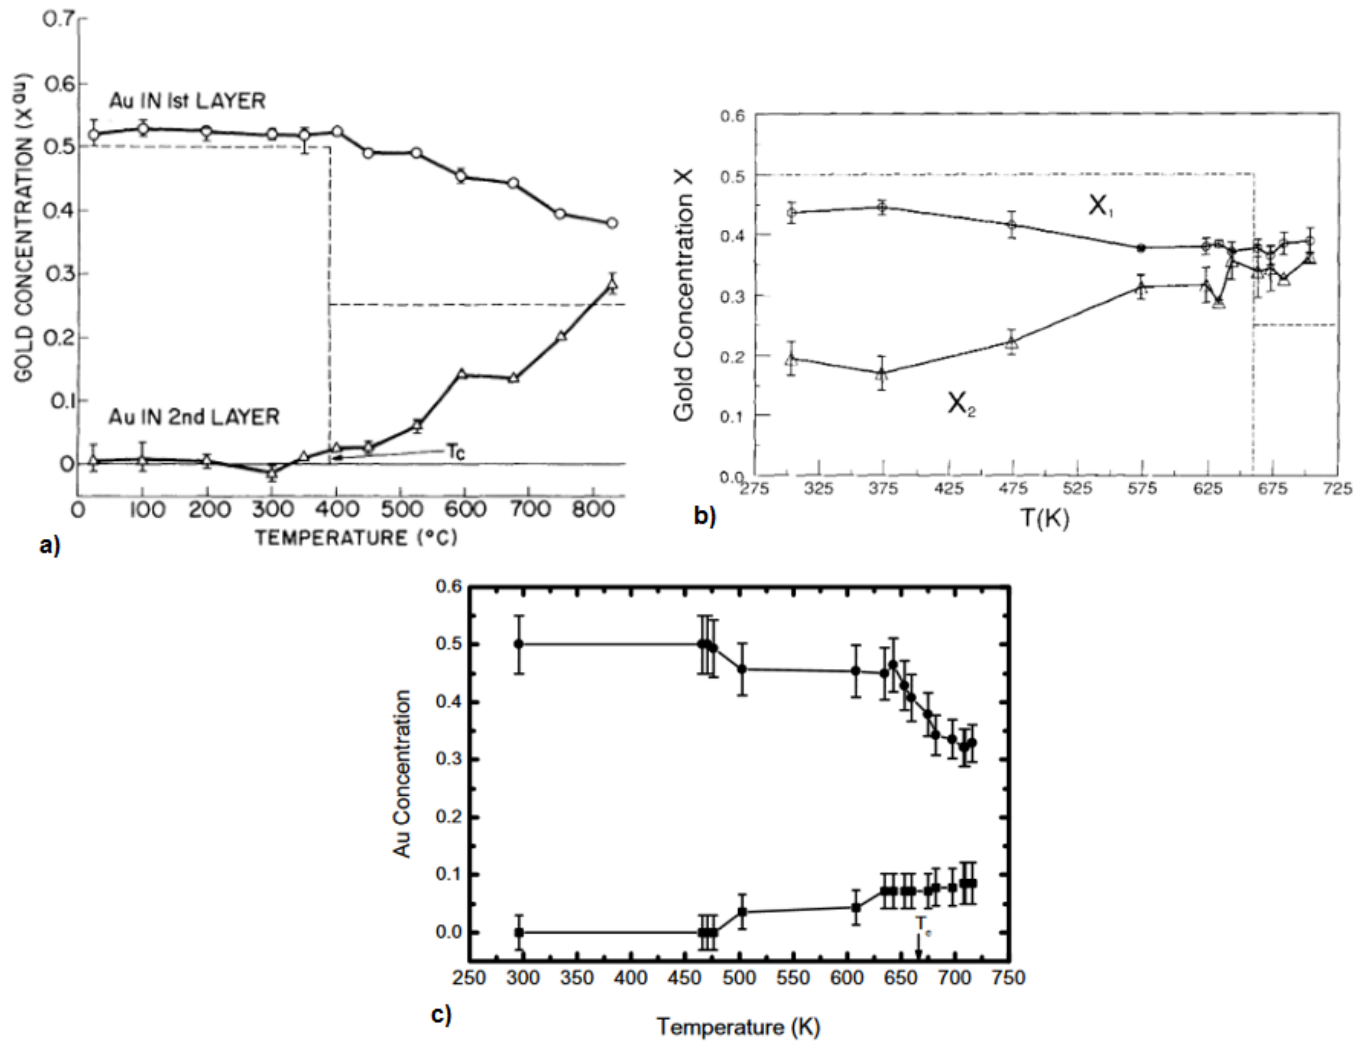 0.7
0.6
0.5
0.4
0.3
0.2
0.1
0
GOLD CONCENTRATION (X^au)
Au IN 1st LAYER
Au IN 2nd LAYER
Tc
0 100 200 300 400 500 600 700 800
TEMPERATURE (°C)
a)
0.6
0.5
0.4
0.3
0.2
0.1
0.0
Gold Concentration X
X₁
X₂
275 325 375 425 475 525 575 625 675 725
T(K)
b)
0.6
0.5
0.4
0.3
0.2
0.1
0.0
Au Concentration
Tc
250 300 350 400 450 500 550 600 650 700 750
Temperature (K)
c)